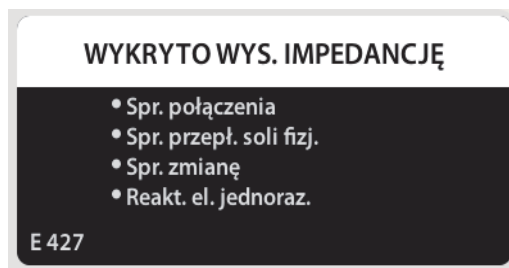 WYKRYTO WYS. IMPEDANCJĘ
• Spr. połączenia
• Spr. przepł. soli fizj.
• Spr. zmianę
• Reakt. el. jednoraz.
E 427